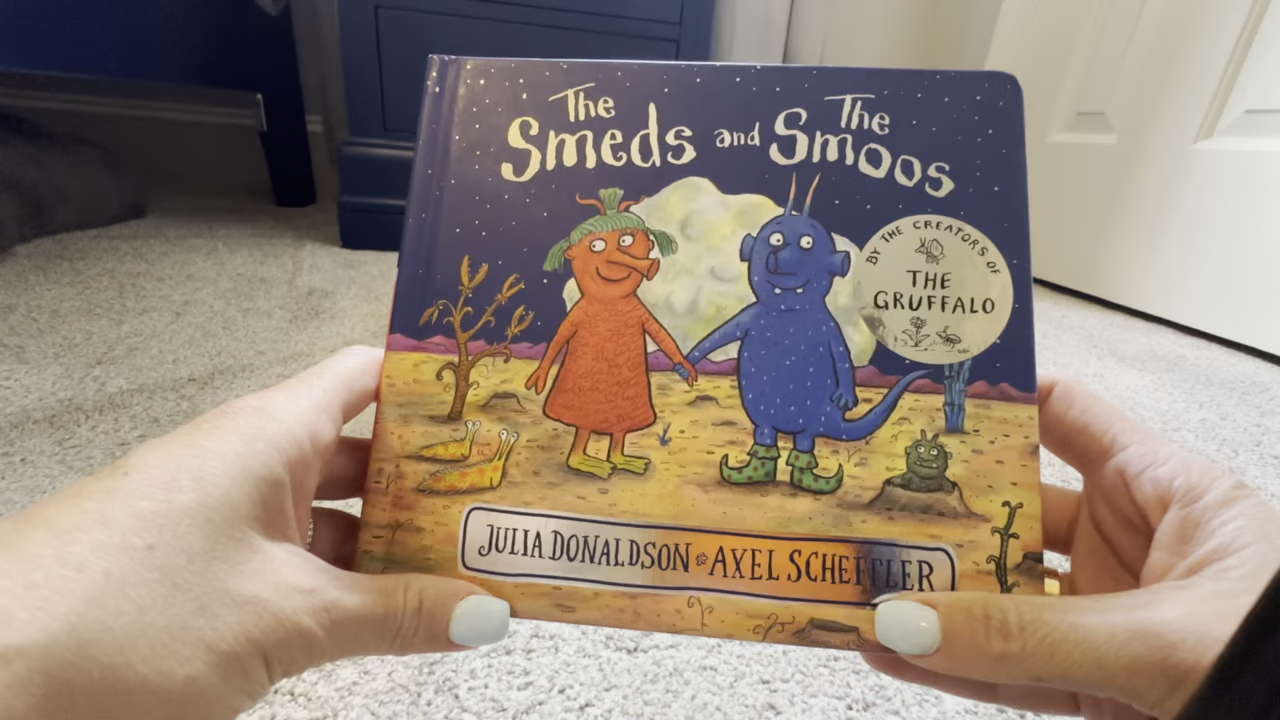 The The
Smeds and Smoos
BY THE CREATORS OF
THE
GRUFFALO
JULIA DONALDSON AXEL SCHEFFLER